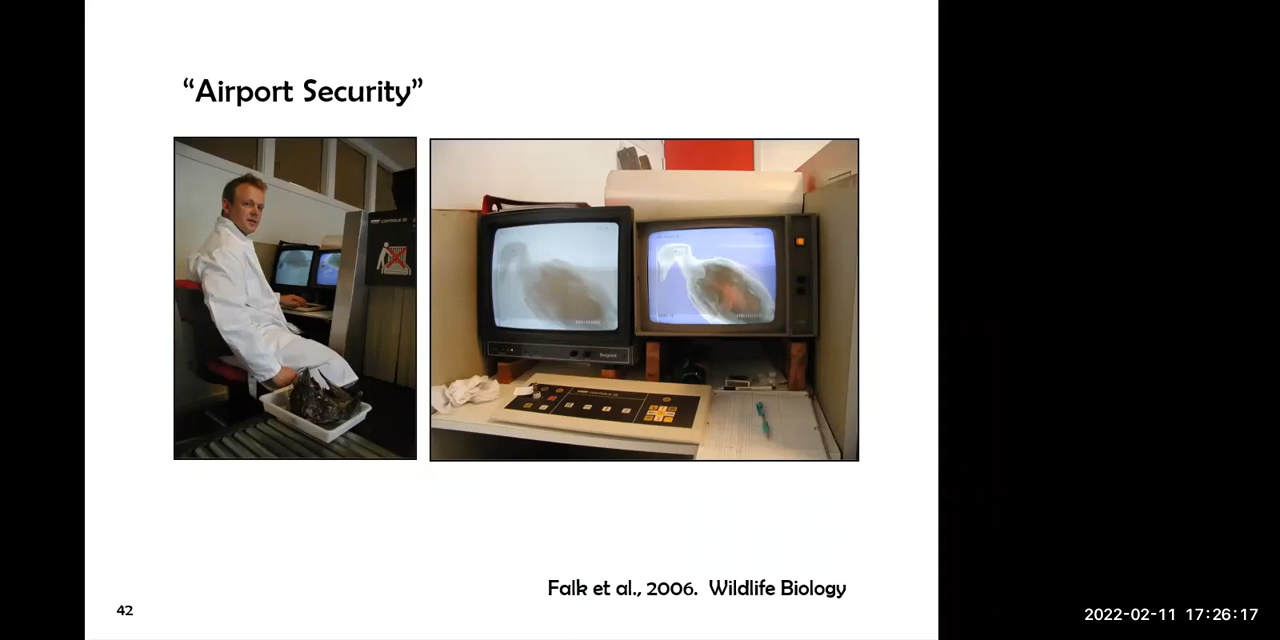 “Airport Security”
Falk et al., 2006.  Wildlife Biology
42
2022-02-11 17:26:17